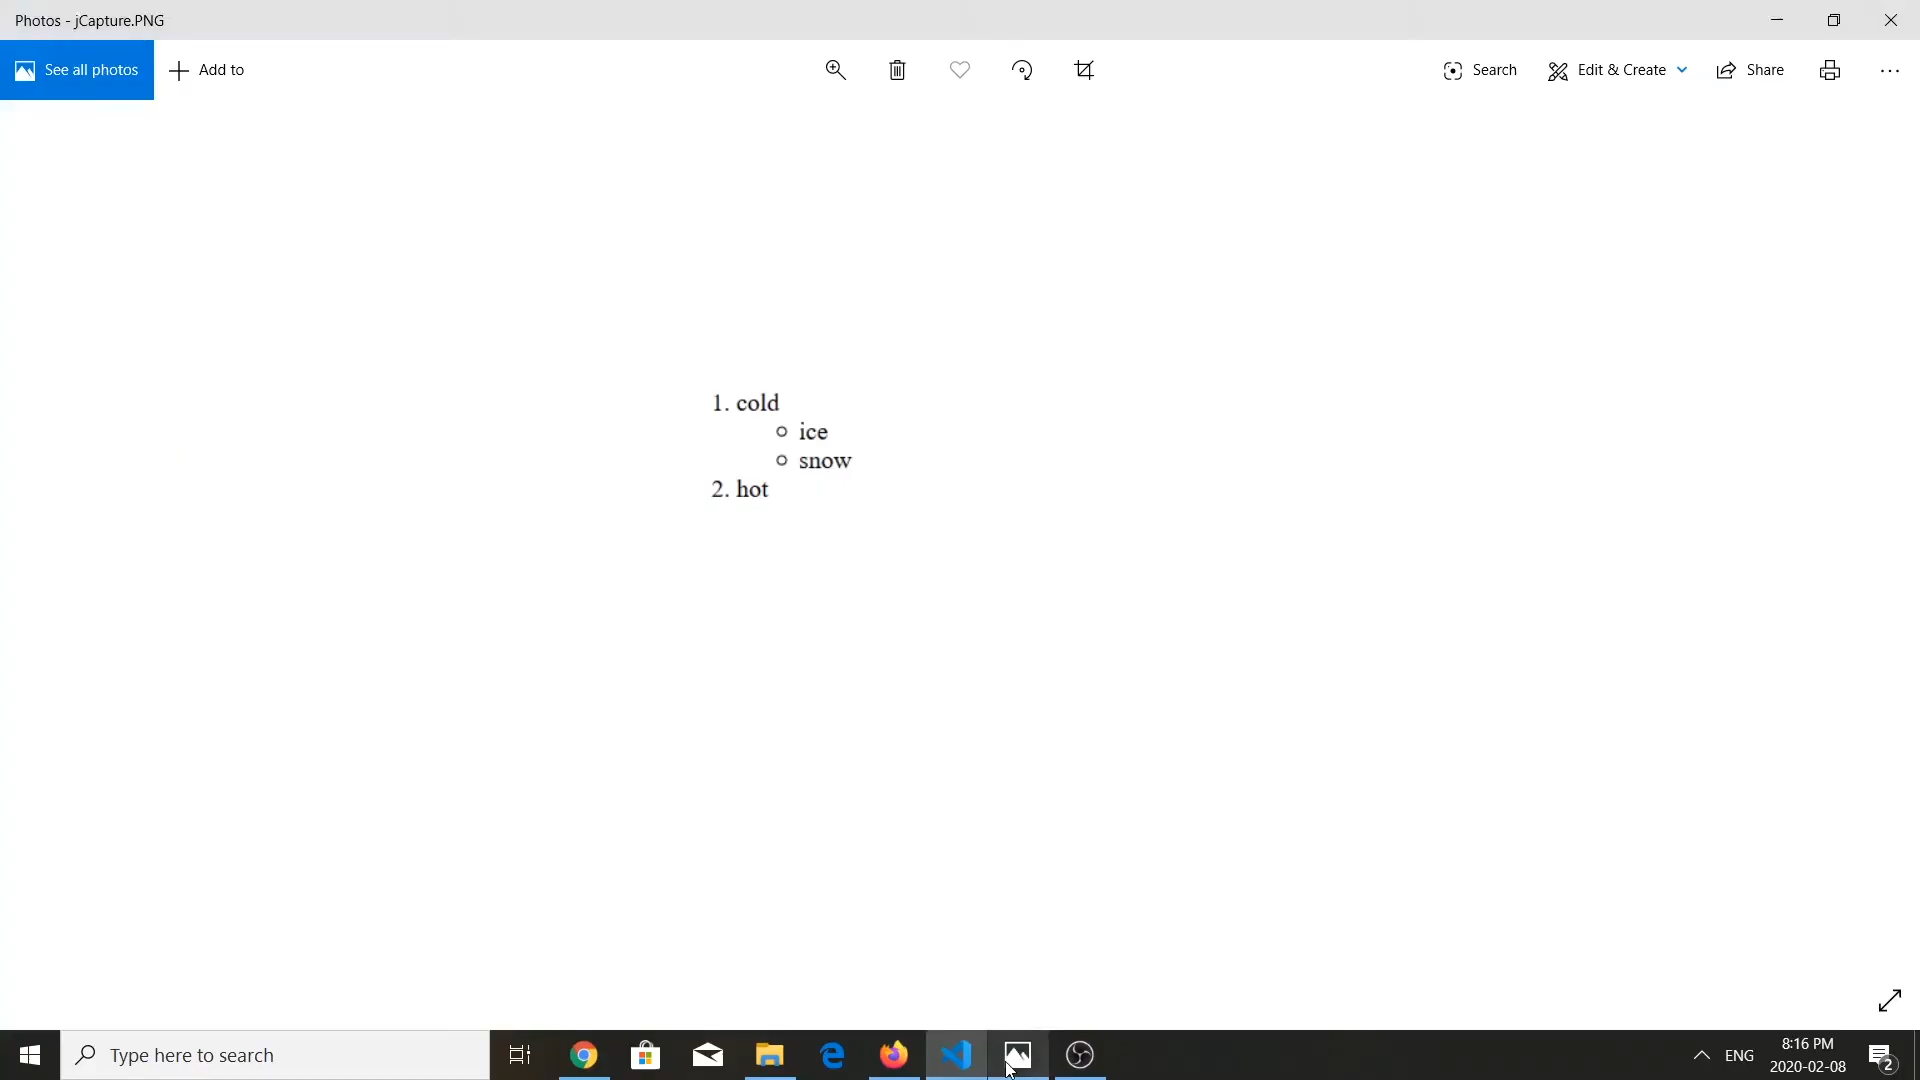 Photos - jCapture.PNG
See all photos
Add to
Search
Edit & Create
Share
1. cold
ice
snow
2. hot
Type here to search
ENG
8:16 PM
2020-02-08
2